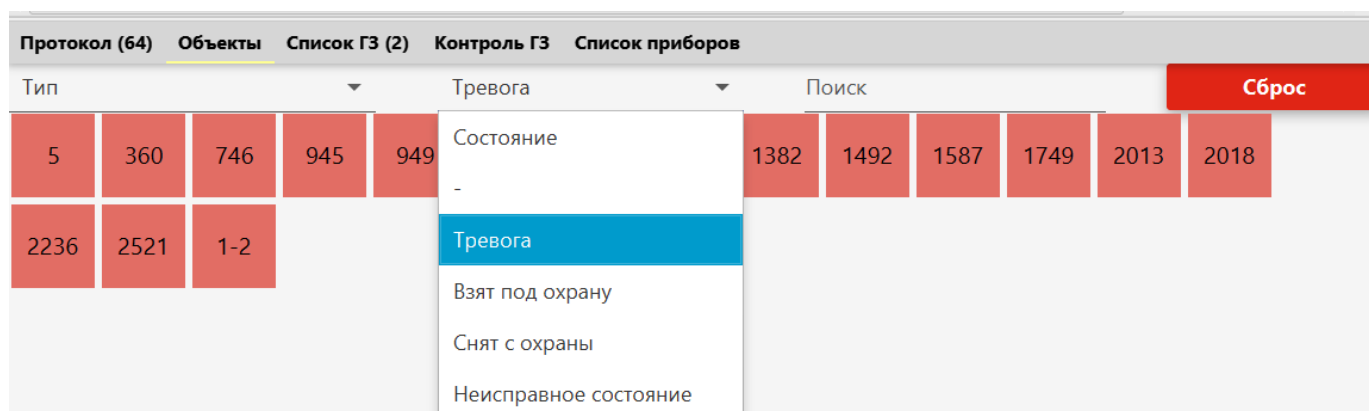 Протокол (64) Объекты Список ГЗ (2) Контроль ГЗ Список приборов
Тип Тревога Поиск Сброс
5 360 746 945 949 1382 1492 1587 1749 2013 2018
2236 2521 1-2
Состояние
-
Тревога
Взят под охрану
Снят с охраны
Неисправное состояние